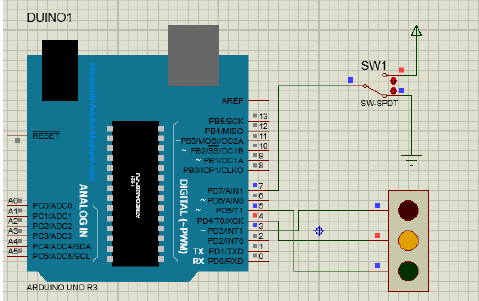 DUINO1
SW1
SW-SPDT
AREF
RESET
PB5/SCK 13
PB4/MISO 12
~ PB3/MOSI/OC2A 11
~ PB2/SS/OC1B 10
~ PB1/OC1A 9
PB0/ICP1/CLKO 8
PD7/AIN1 7
~ PD6/AIN0 6
~ PD5/T1 5
PD4/T0/XCK 4
~ PD3/INT1 3
PD2/INT0 2
TX PD1/TXD 1
RX PD0/RXD 0
DIGITAL (~PWM)
ANALOG IN
A0 PC0/ADC0
A1 PC1/ADC1
A2 PC2/ADC2
A3 PC3/ADC3
A4 PC4/ADC4/SDA
A5 PC5/ADC5/SCL
ARDUINO UNO R3